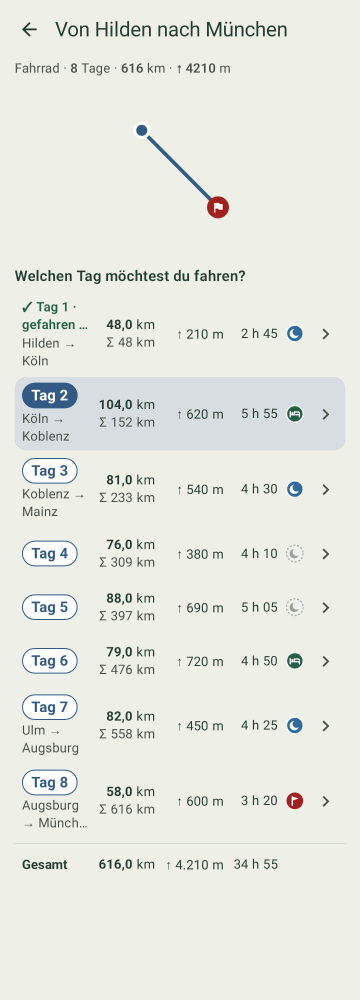 Von Hilden nach München
Fahrrad · 8 Tage · 616 km · ↑ 4210 m
Welchen Tag möchtest du fahren?
✓ Tag 1 ·
gefahren …
Hilden →
Köln
48,0 km
Σ 48 km
↑ 210 m
2 h 45
Tag 2
Köln →
Koblenz
104,0 km
Σ 152 km
↑ 620 m
5 h 55
Tag 3
Koblenz →
Mainz
81,0 km
Σ 233 km
↑ 540 m
4 h 30
Tag 4
76,0 km
Σ 309 km
↑ 380 m
4 h 10
Tag 5
88,0 km
Σ 397 km
↑ 690 m
5 h 05
Tag 6
79,0 km
Σ 476 km
↑ 720 m
4 h 50
Tag 7
Ulm →
Augsburg
82,0 km
Σ 558 km
↑ 450 m
4 h 25
Tag 8
Augsburg
→ Münch…
58,0 km
Σ 616 km
↑ 600 m
3 h 20
Gesamt 616,0 km ↑ 4.210 m 34 h 55